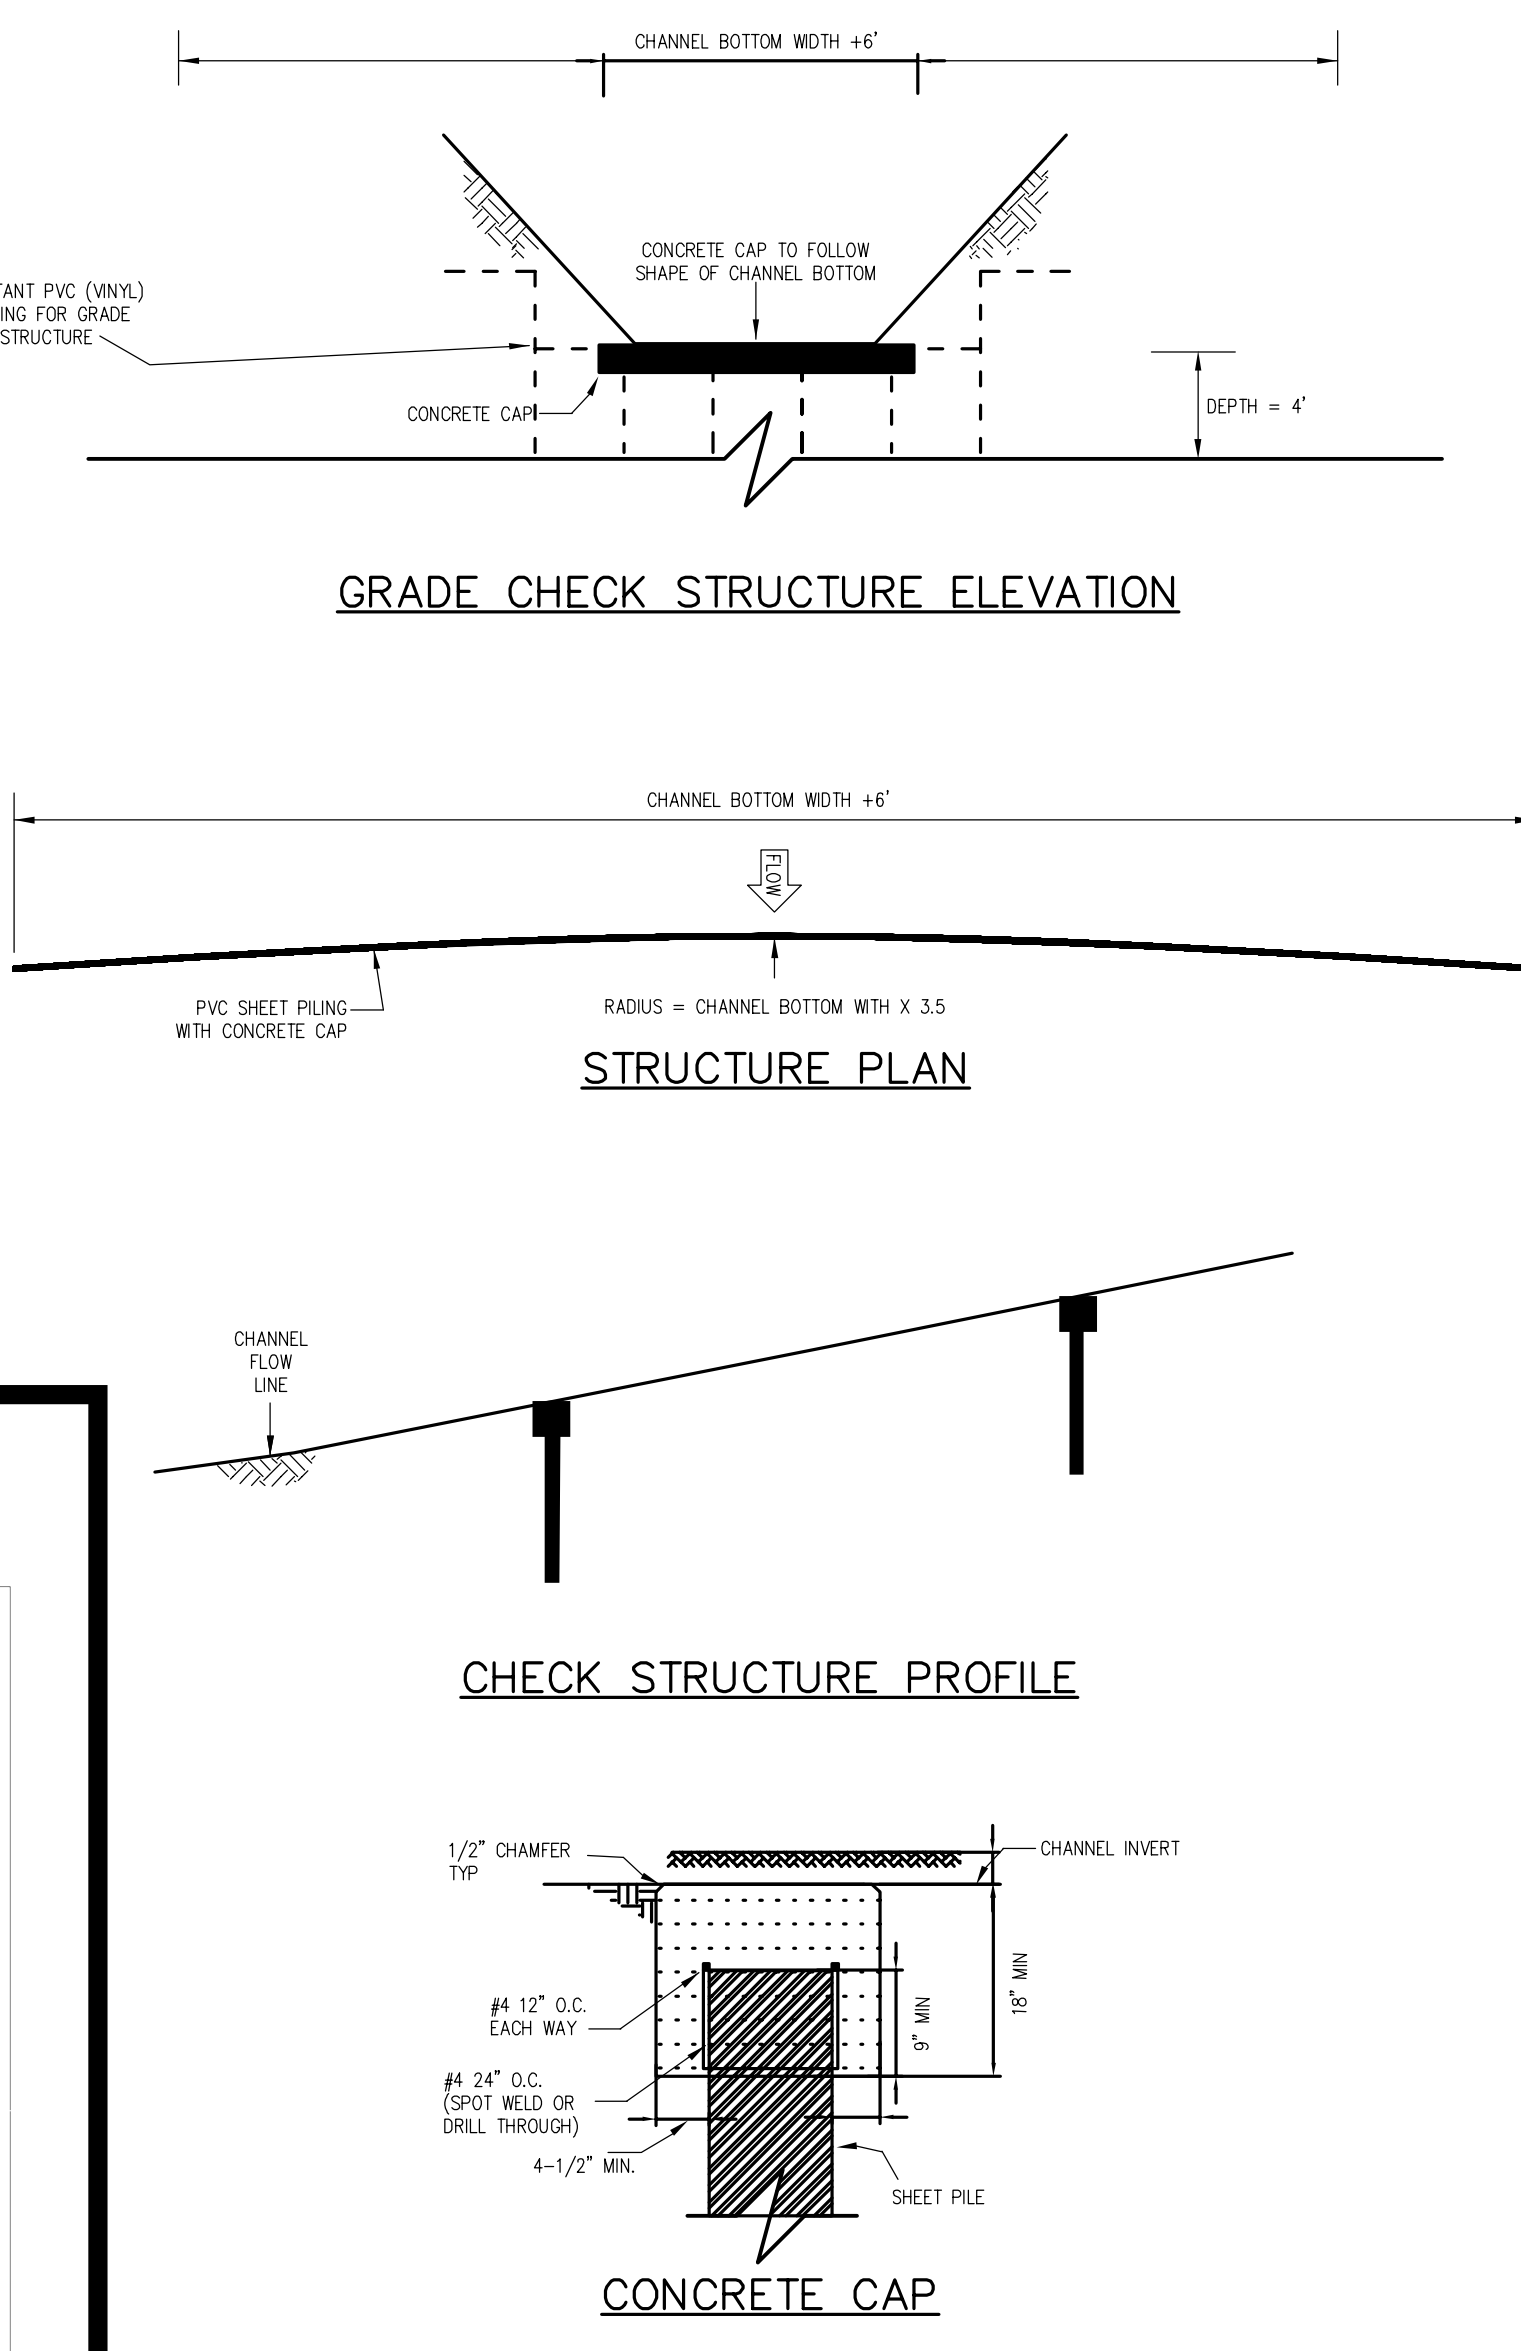 CHANNEL BOTTOM WIDTH +6'
CONCRETE CAP TO FOLLOW
SHAPE OF CHANNEL BOTTOM
PVC (VINYL)
FOR GRADE
STRUCTURE
CONCRETE CAP
DEPTH = 4'
GRADE CHECK STRUCTURE ELEVATION
CHANNEL BOTTOM WIDTH +6'
FLOW
PVC SHEET PILING
WITH CONCRETE CAP
RADIUS = CHANNEL BOTTOM WITH X 3.5
STRUCTURE PLAN
CHANNEL
FLOW
LINE
CHECK STRUCTURE PROFILE
1/2" CHAMFER
TYP
CHANNEL INVERT
#4 12" O.C.
EACH WAY
9" MIN
18" MIN
#4 24" O.C.
(SPOT WELD OR
DRILL THROUGH)
4-1/2" MIN.
SHEET PILE
CONCRETE CAP